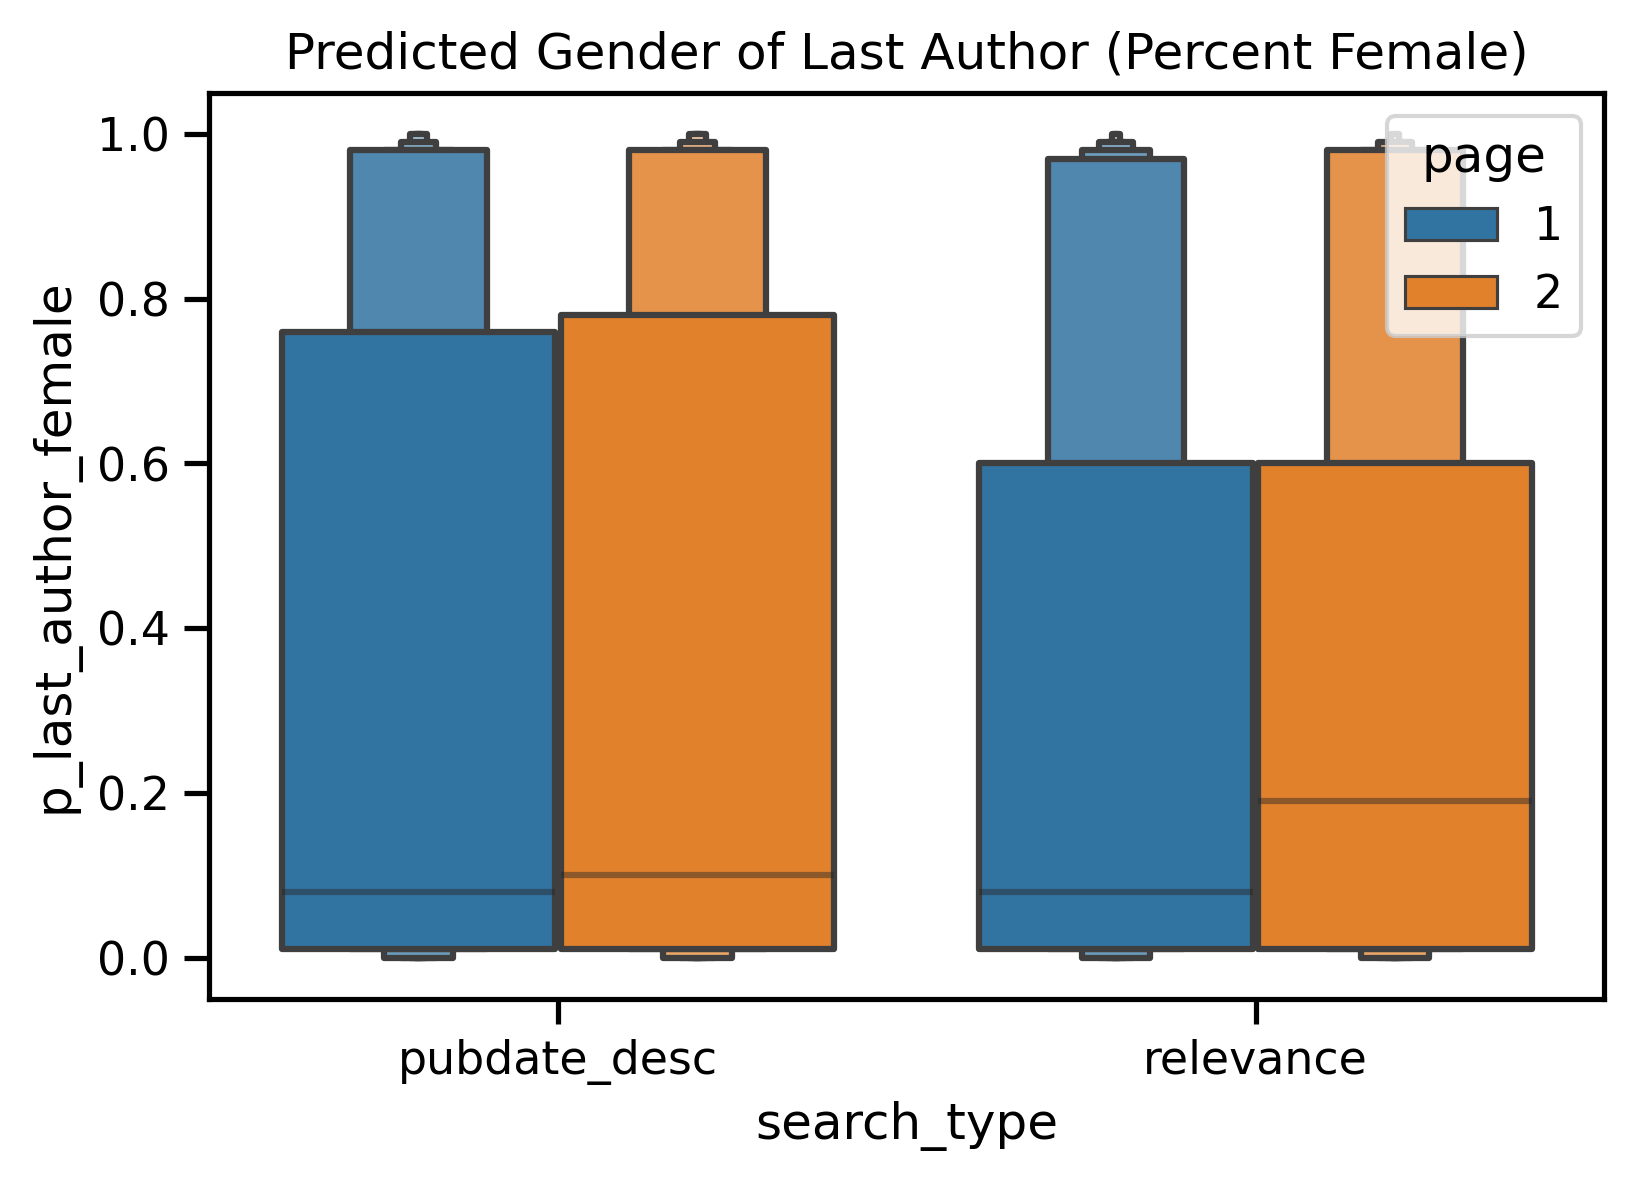 Predicted Gender of Last Author (Percent Female)
p_last_author_female
1.0
0.8
0.6
0.4
0.2
0.0
page
1
2
pubdate_desc
relevance
search_type